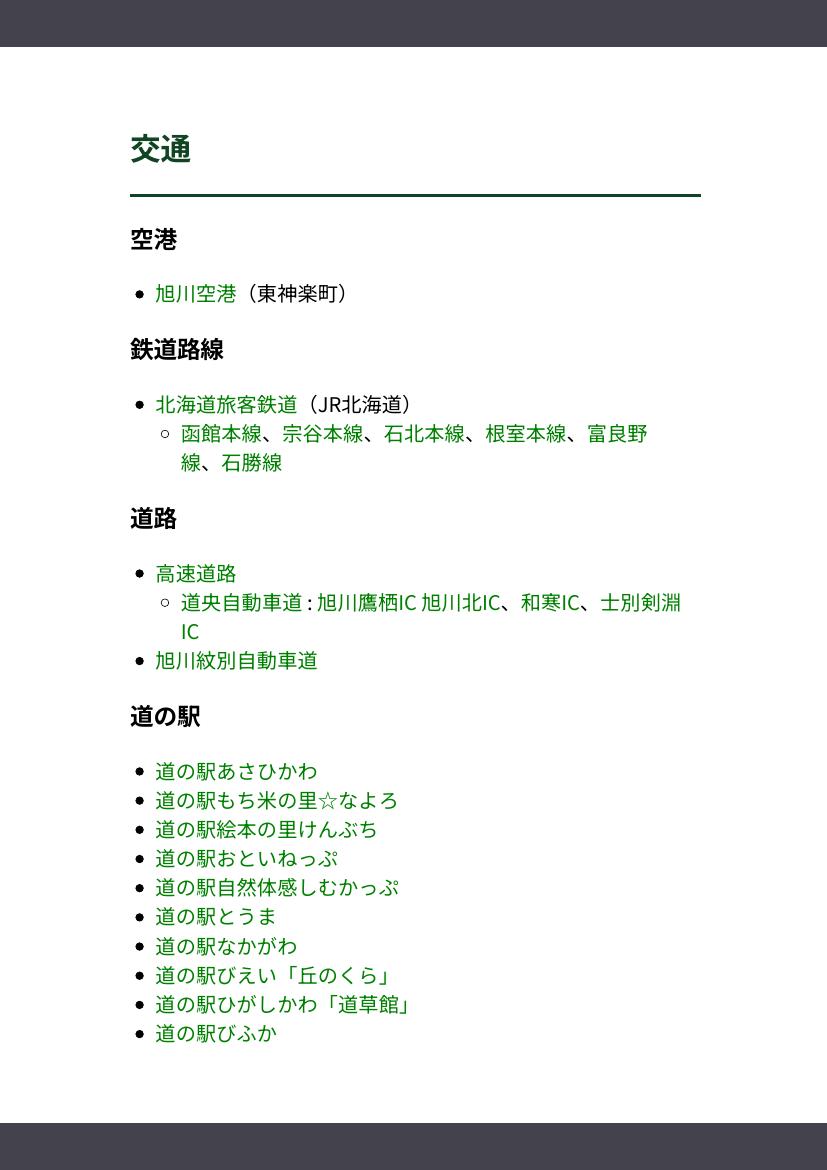 交通
空港
旭川空港（東神楽町）
鉄道路線
北海道旅客鉄道（JR北海道）
函館本線、宗谷本線、石北本線、根室本線、富良野
線、石勝線
道路
高速道路
道央自動車道 : 旭川鷹栖IC 旭川北IC、和寒IC、士別剣淵
IC
旭川紋別自動車道
道の駅
道の駅あさひかわ
道の駅もち米の里☆なよろ
道の駅絵本の里けんぶち
道の駅おといねっぷ
道の駅自然体感しむかっぷ
道の駅とうま
道の駅なかがわ
道の駅びえい「丘のくら」
道の駅ひがしかわ「道草館」
道の駅びふか